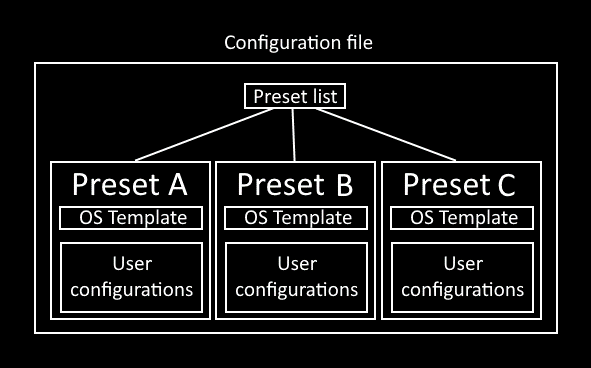 Configuration file
Preset list
Preset A
OS Template
User
configurations
Preset B
OS Template
User
configurations
Preset C
OS Template
User
configurations